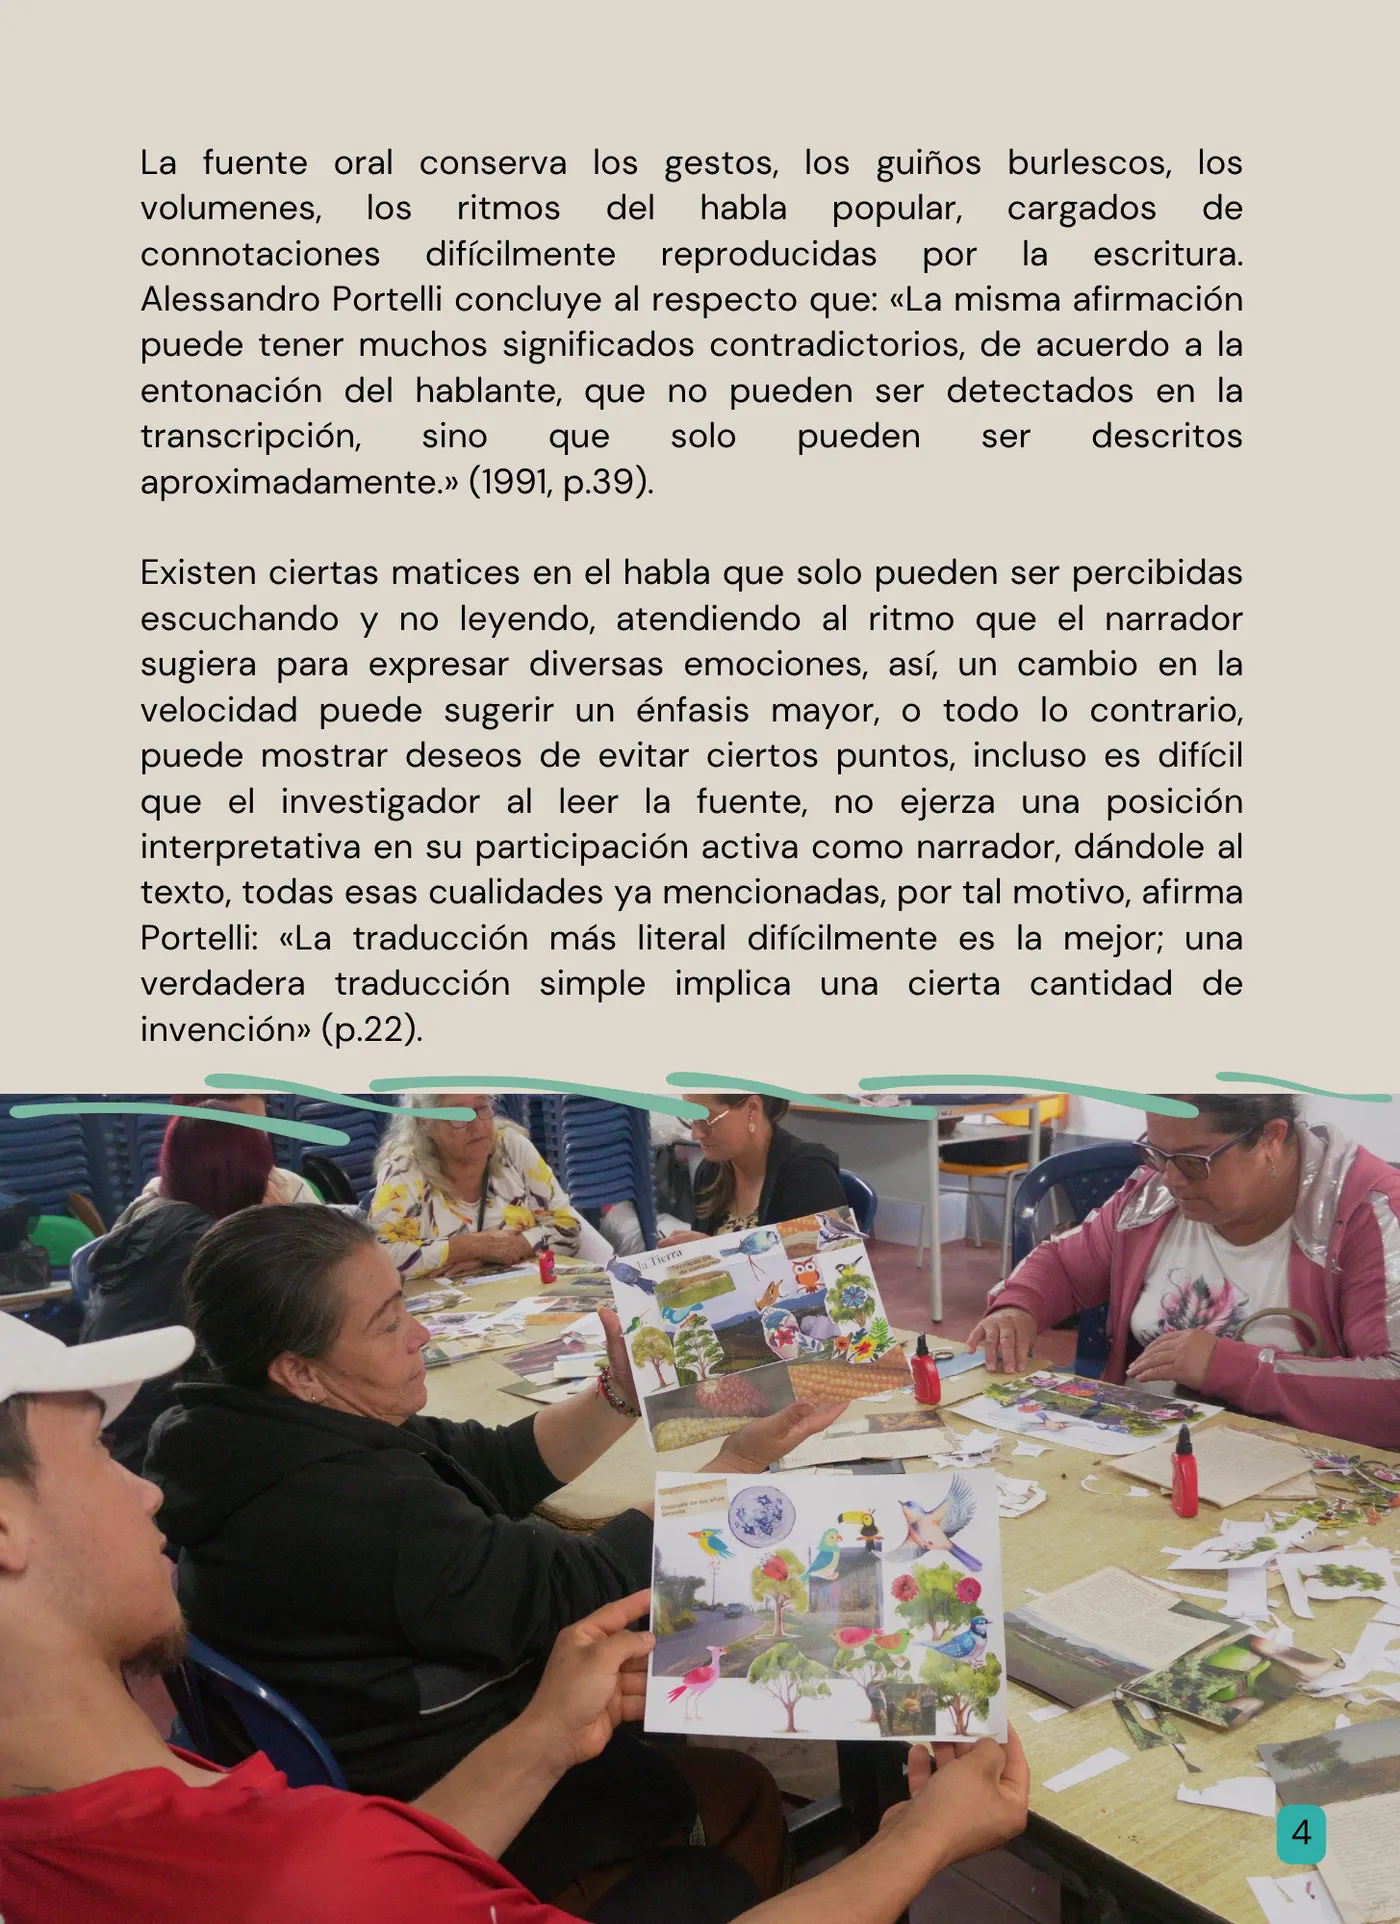 La fuente oral conserva los gestos, los guiños burlescos, los
volumenes, los ritmos del habla popular, cargados de
connotaciones difícilmente reproducidas por la escritura.
Alessandro Portelli concluye al respecto que: «La misma afirmación
puede tener muchos significados contradictorios, de acuerdo a la
entonación del hablante, que no pueden ser detectados en la
transcripción, sino que solo pueden ser descritos
aproximadamente.» (1991, p.39).
Existen ciertas matices en el habla que solo pueden ser percibidas
escuchando y no leyendo, atendiendo al ritmo que el narrador
sugiera para expresar diversas emociones, así, un cambio en la
velocidad puede sugerir un énfasis mayor, o todo lo contrario,
puede mostrar deseos de evitar ciertos puntos, incluso es difícil
que el investigador al leer la fuente, no ejerza una posición
interpretativa en su participación activa como narrador, dándole al
texto, todas esas cualidades ya mencionadas, por tal motivo, afirma
Portelli: «La traducción más literal difícilmente es la mejor; una
verdadera traducción simple implica una cierta cantidad de
invención» (p.22).
la Tierra
Técnicas de
de consumo
Después de los años
4